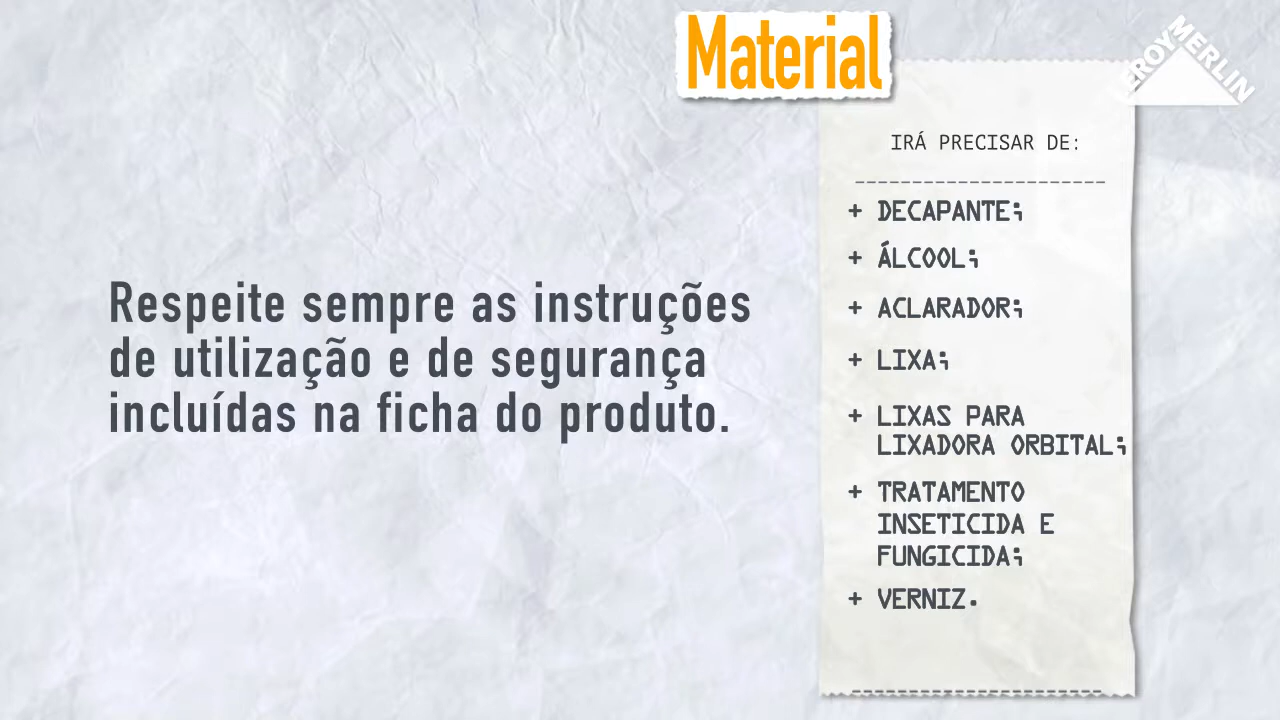 Material
LEROY MERLIN
IRÁ PRECISAR DE:
+ DECAPANTE;
+ ÁLCOOL;
+ ACLARADOR;
+ LIXA;
+ LIXAS PARA
LIXADORA ORBITAL;
+ TRATAMENTO
INSETICIDA E
FUNGICIDA;
+ VERNIZ.
Respeite sempre as instruções
de utilização e de segurança
incluídas na ficha do produto.